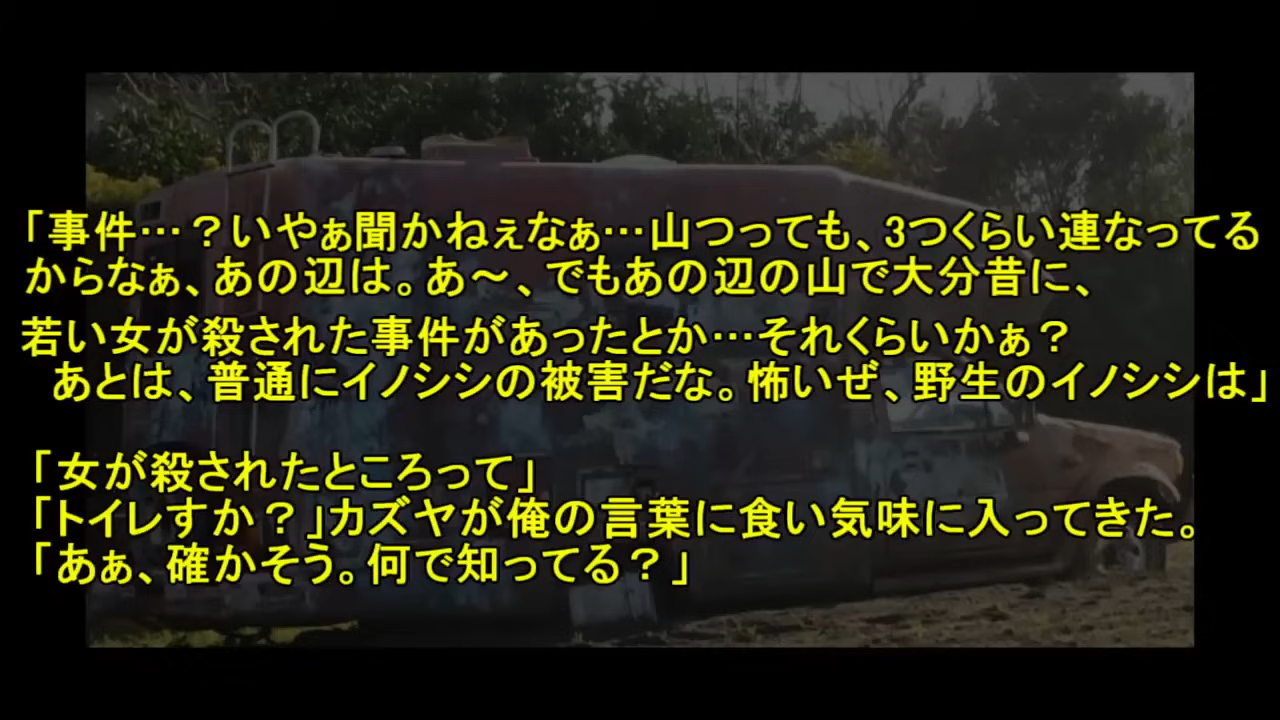 「事件…？いやぁ聞かねぇなぁ…山つっても、3つくらい連なってる
からなぁ、あの辺は。あ～、でもあの辺の山で大分昔に、
若い女が殺された事件があったとか…それくらいかぁ？
あとは、普通にイノシシの被害だな。怖いぜ、野生のイノシシは」
「女が殺されたところって」
「トイレすか？」カズヤが俺の言葉に食い気味に入ってきた。
「あぁ、確かそう。何で知ってる？」